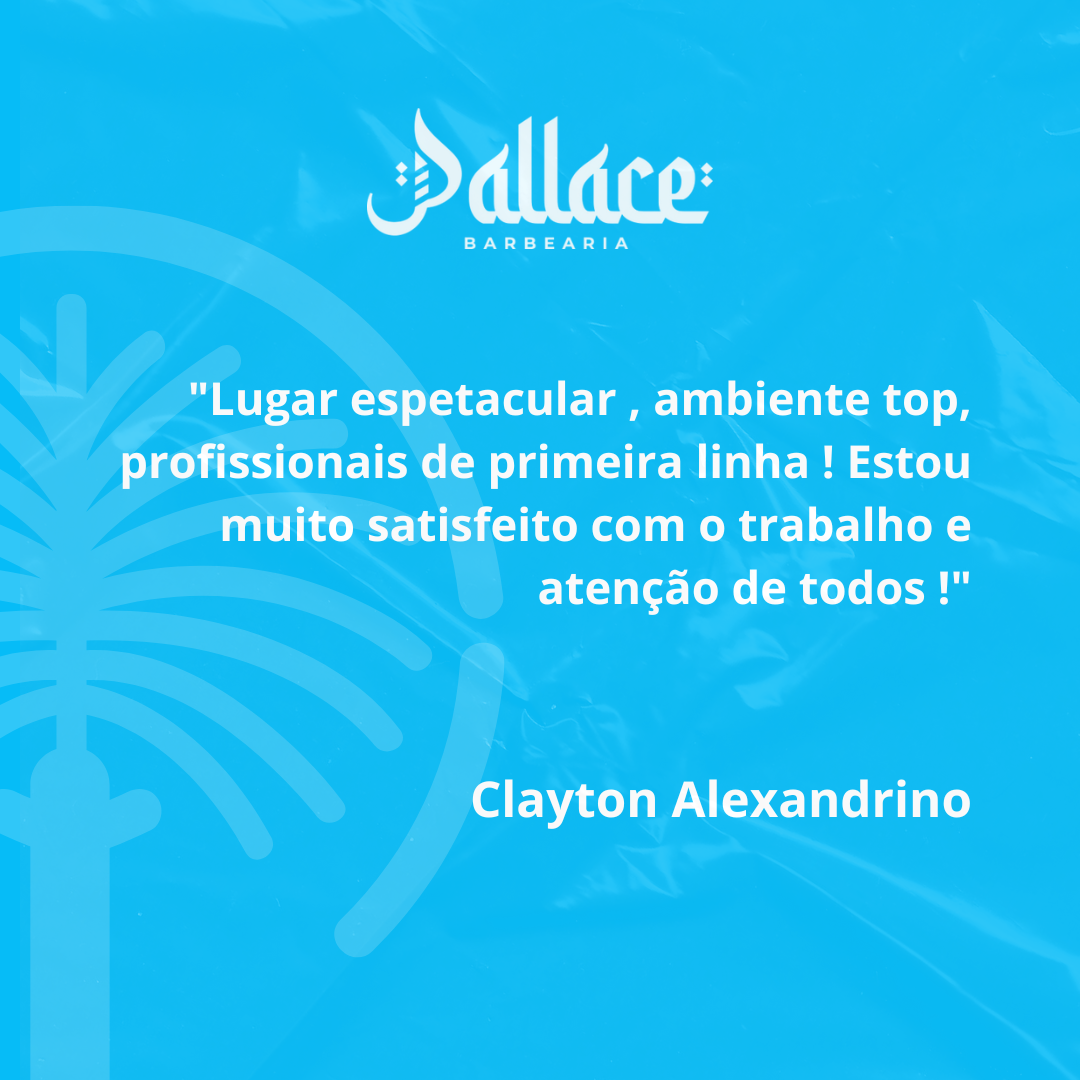 Pallace
BARBEARIA
"Lugar espetacular , ambiente top,
profissionais de primeira linha ! Estou
muito satisfeito com o trabalho e
atenção de todos !"
Clayton Alexandrino